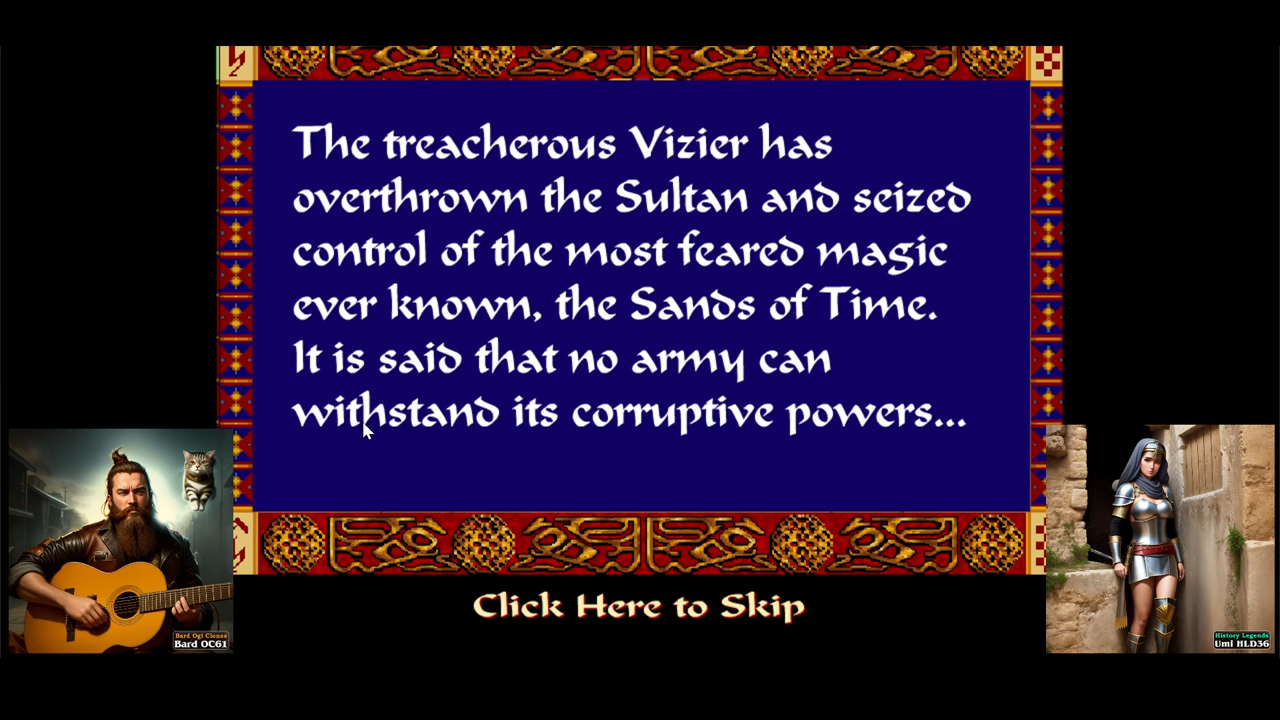 The treacherous Vizier has
overthrown the Sultan and seized
control of the most feared magic
ever known, the Sands of Time.
It is said that no army can
withstand its corruptive powers...
Click Here to Skip
Bard Ogl Clones
Bard OC61
History Legends
Umi HLD36